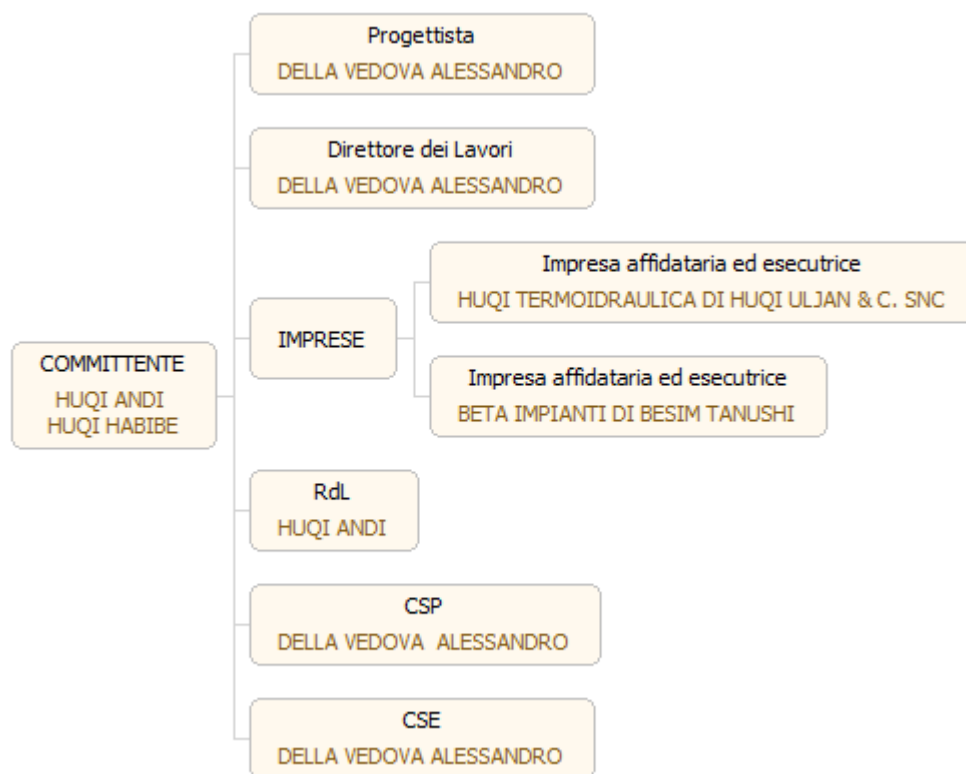 Progettista
DELLA VEDOVA ALESSANDRO
Direttore dei Lavori
DELLA VEDOVA ALESSANDRO
Impresa affidataria ed esecutrice
HUQI TERMOIDRAULICA DI HUQI ULJAN & C. SNC
IMPRESE
Impresa affidataria ed esecutrice
BETA IMPIANTI DI BESIM TANUSHI
COMMITTENTE
HUQI ANDI
HUQI HABIBE
RdL
HUQI ANDI
CSP
DELLA VEDOVA  ALESSANDRO
CSE
DELLA VEDOVA ALESSANDRO